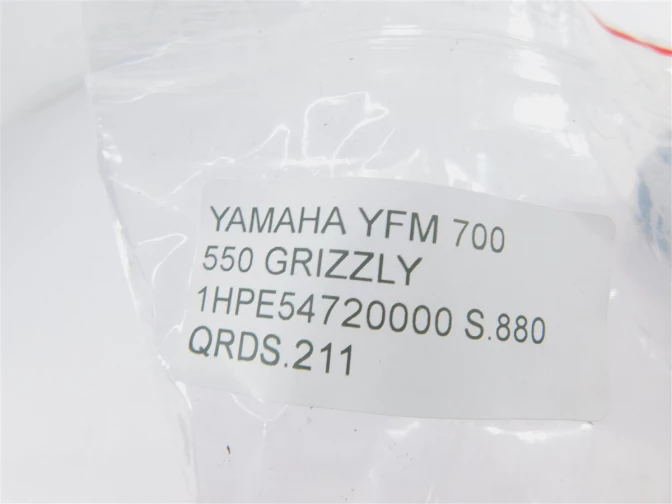 YAMAHA YFM 700
550 GRIZZLY
1HPE54720000 S.880
QRDS.211